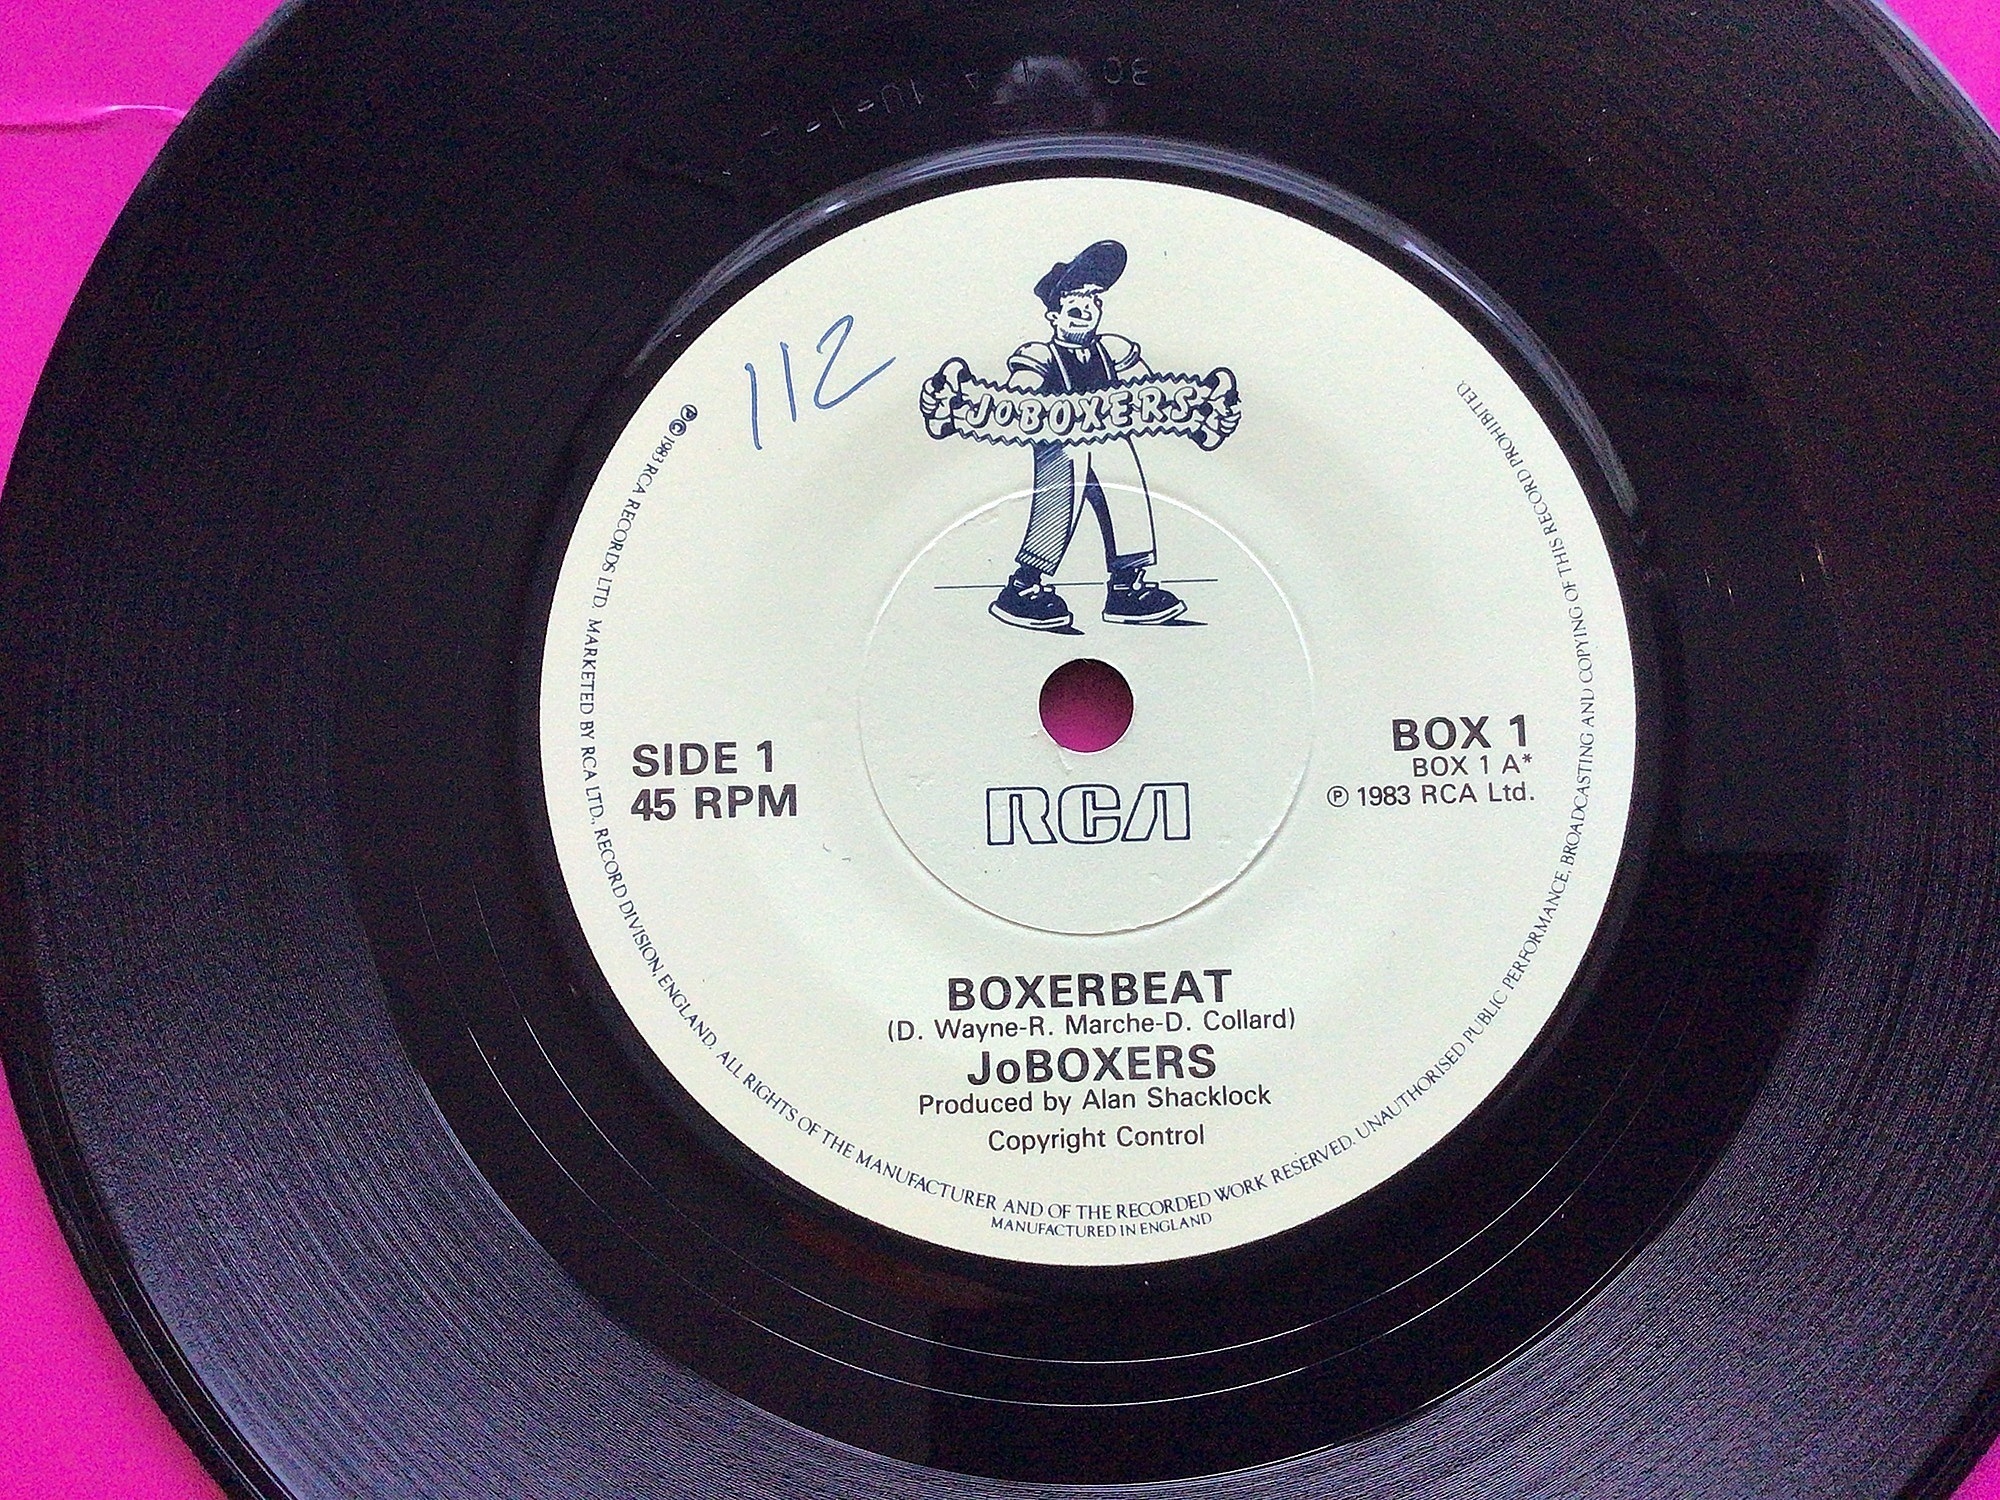 112
JOBOXERS
SIDE 1
45 RPM
BOX 1
BOX 1 A*
℗ 1983 RCA Ltd.
RCA
BOXERBEAT
(D. Wayne-R. Marche-D. Collard)
JoBOXERS
Produced by Alan Shacklock
Copyright Control
℗© 1983 RCA RECORDS LTD. MARKETED BY RCA LTD., RECORD DIVISION, ENGLAND. ALL RIGHTS OF THE MANUFACTURER AND OF THE RECORDED WORK RESERVED. UNAUTHORISED PUBLIC PERFORMANCE, BROADCASTING AND COPYING OF THIS RECORD PROHIBITED.
MANUFACTURED IN ENGLAND